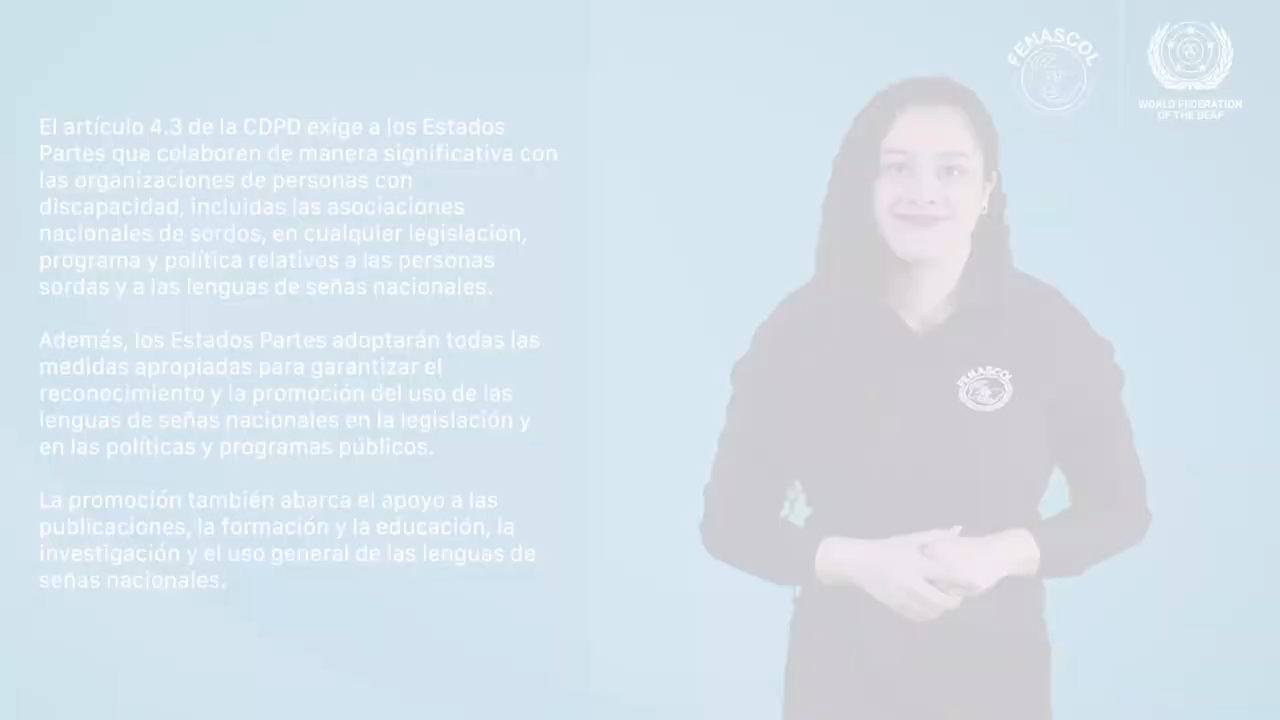 El artículo 4.3 de la CDPD exige a los Estados
Partes que colaboren de manera significativa con
las organizaciones de personas con
discapacidad, incluidas las asociaciones
nacionales de sordos, en cualquier legislación,
programa y política relativos a las personas
sordas y a las lenguas de señas nacionales.
Además, los Estados Partes adoptarán todas las
medidas apropiadas para garantizar el
reconocimiento y la promoción del uso de las
lenguas de señas nacionales en la legislación y
en las políticas y programas públicos.
La promoción también abarca el apoyo a las
publicaciones, la formación y la educación, la
investigación y el uso general de las lenguas de
señas nacionales.
FENASCOL
WORLD FEDERATION
OF THE DEAF
FENASCOL